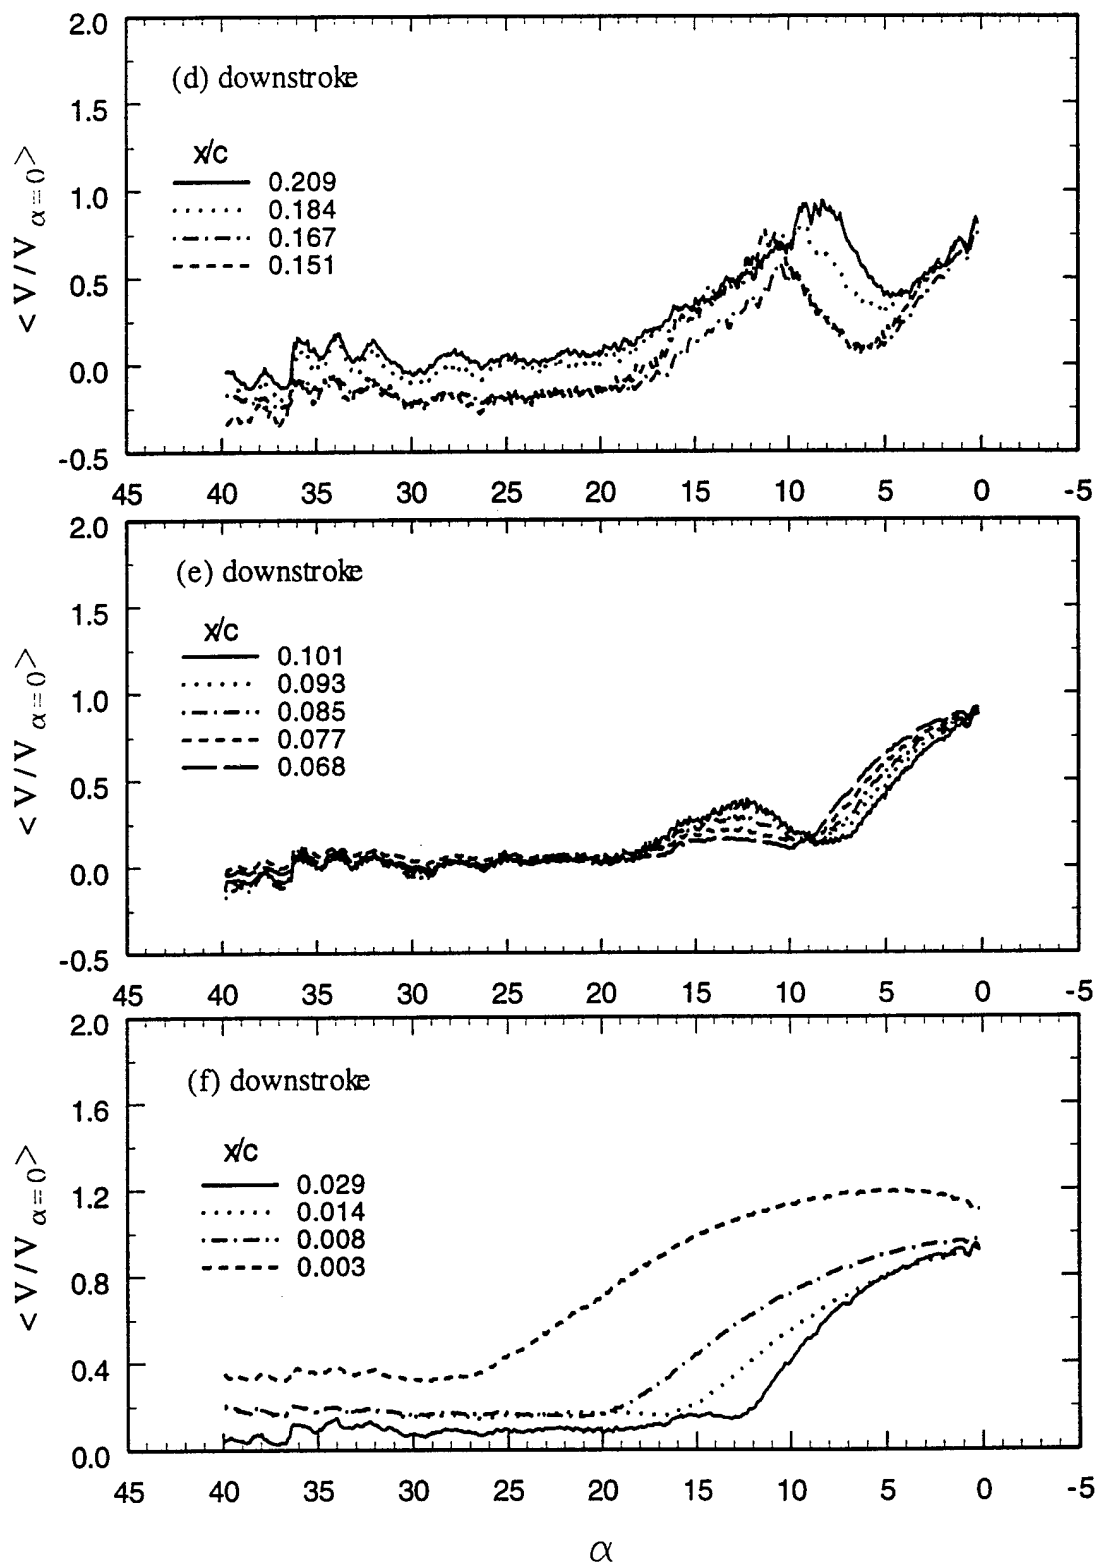 2.0
(d) downstroke
1.5
x/c
1.0
0.209
0.184
0.167
0.151
0.5
0.0
-0.5
< V / V α=0 >
45 40 35 30 25 20 15 10 5 0 -5
2.0
(e) downstroke
1.5
x/c
0.101
0.093
1.0
0.085
0.077
0.068
0.5
0.0
-0.5
< V / V α=0 >
45 40 35 30 25 20 15 10 5 0 -5
2.0
(f) downstroke
1.6
x/c
0.029
1.2
0.014
0.008
0.003
0.8
0.4
0.0
< V / V α=0 >
45 40 35 30 25 20 15 10 5 0 -5
α